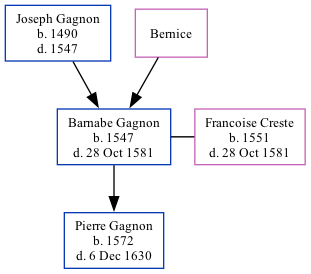 Joseph Gagnon
b. 1490
d. 1547
Bernice
Barnabe Gagnon
b. 1547
d. 28 Oct 1581
Francoise Creste
b. 1551
d. 28 Oct 1581
Pierre Gagnon
b. 1572
d. 6 Dec 1630